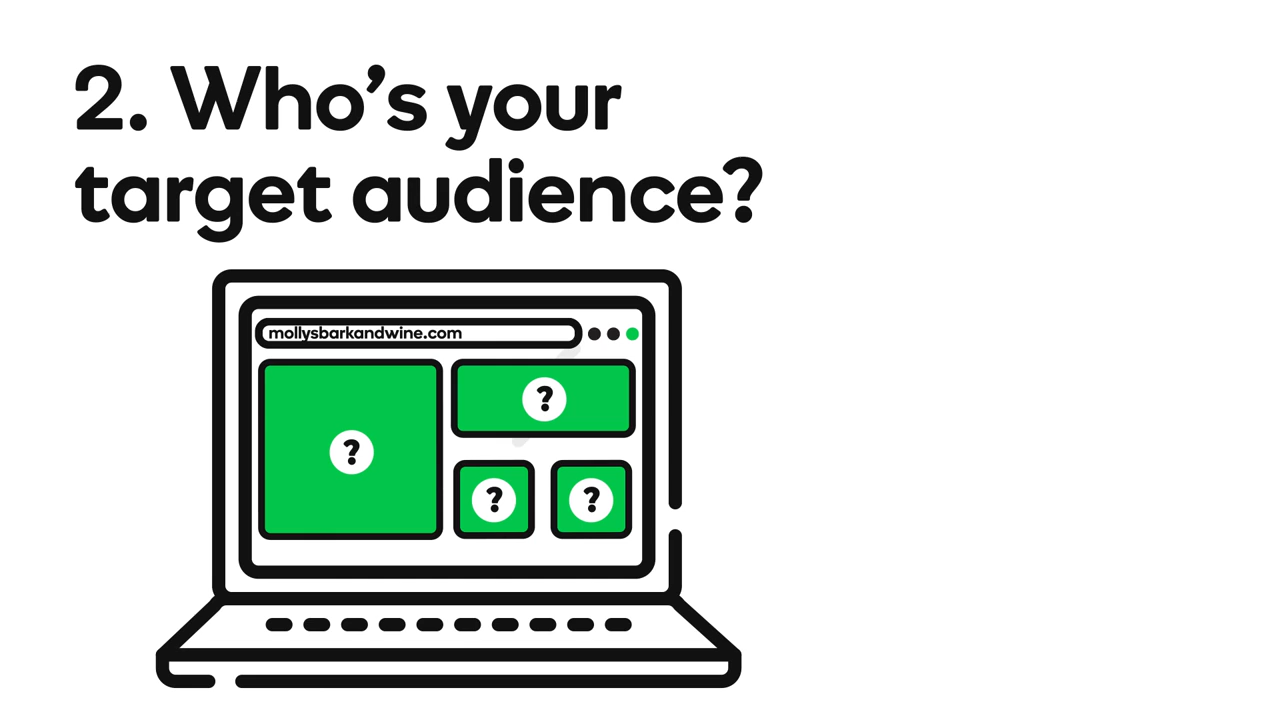 2. Who’s your
target audience?
mollysbarkandwine.com
?
?
?
?